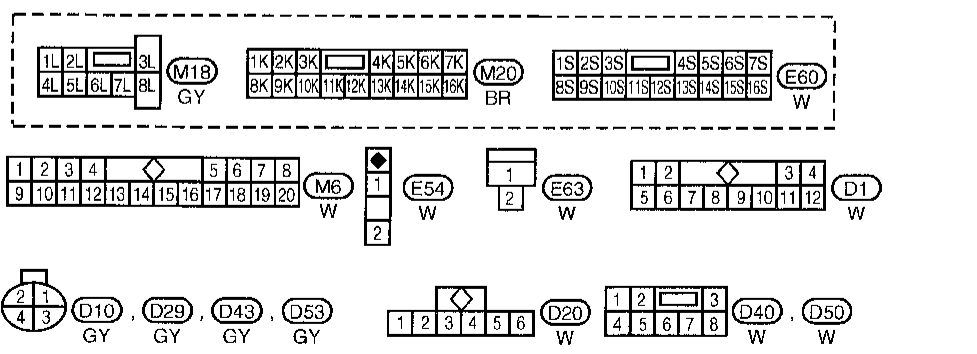 1L 2L 3L
4L 5L 6L 7L 8L
M18
GY
1K 2K 3K 4K 5K 6K 7K
8K 9K 10K 11K 12K 13K 14K 15K 16K
M20
BR
1S 2S 3S 4S 5S 6S 7S
8S 9S 10S 11S 12S 13S 14S 15S 16S
E60
W
1 2 3 4 5 6 7 8
9 10 11 12 13 14 15 16 17 18 19 20
M6
W
1
2
E54
W
1
2
E63
W
1 2 3 4
5 6 7 8 9 10 11 12
D1
W
2 1
4 3
D10 , D29 , D43 , D53
GY GY GY GY
1 2 3 4 5 6
D20
W
1 2 3
4 5 6 7 8
D40 , D50
W W